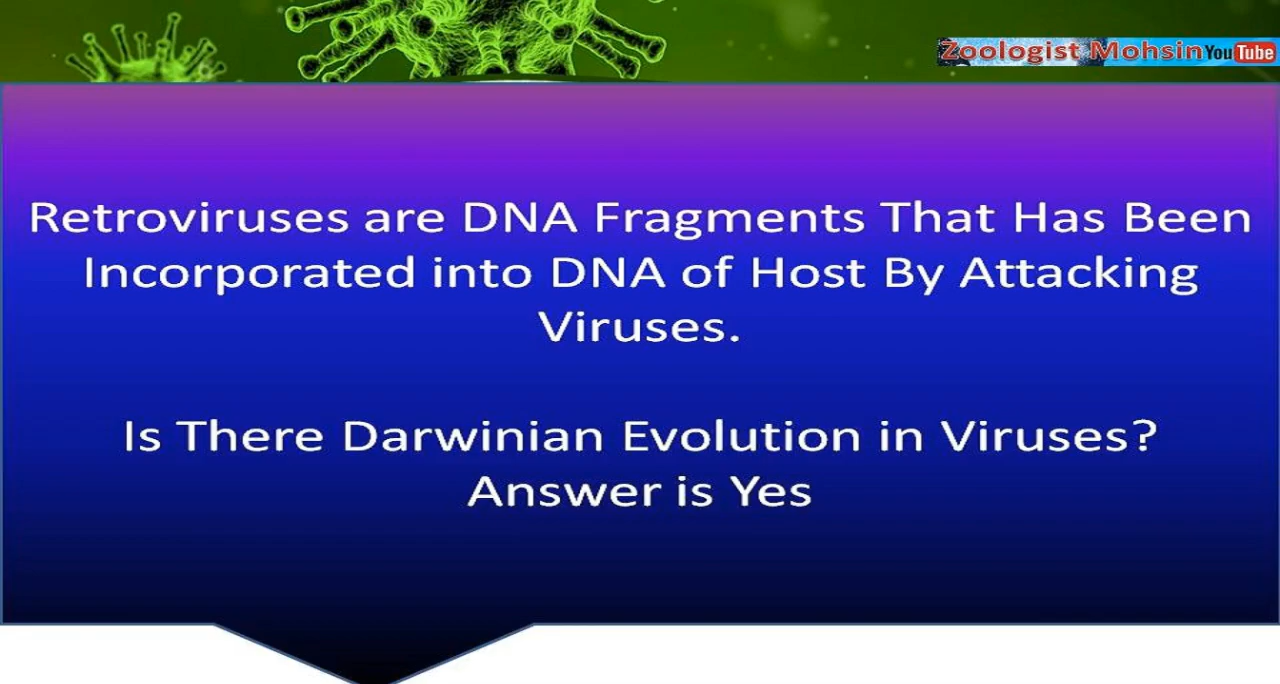 Zoologist Mohsin YouTube
Retroviruses are DNA Fragments That Has Been
Incorporated into DNA of Host By Attacking
Viruses.
Is There Darwinian Evolution in Viruses?
Answer is Yes